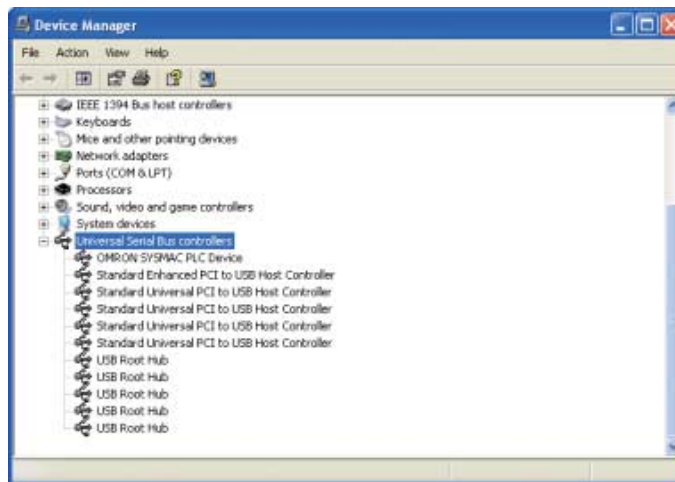 Device Manager
File Action View Help
IEEE 1394 Bus host controllers
Keyboards
Mice and other pointing devices
Network adapters
Ports (COM & LPT)
Processors
Sound, video and game controllers
System devices
Universal Serial Bus controllers
OMRON SYSMAC PLC Device
Standard Enhanced PCI to USB Host Controller
Standard Universal PCI to USB Host Controller
Standard Universal PCI to USB Host Controller
Standard Universal PCI to USB Host Controller
Standard Universal PCI to USB Host Controller
USB Root Hub
USB Root Hub
USB Root Hub
USB Root Hub
USB Root Hub